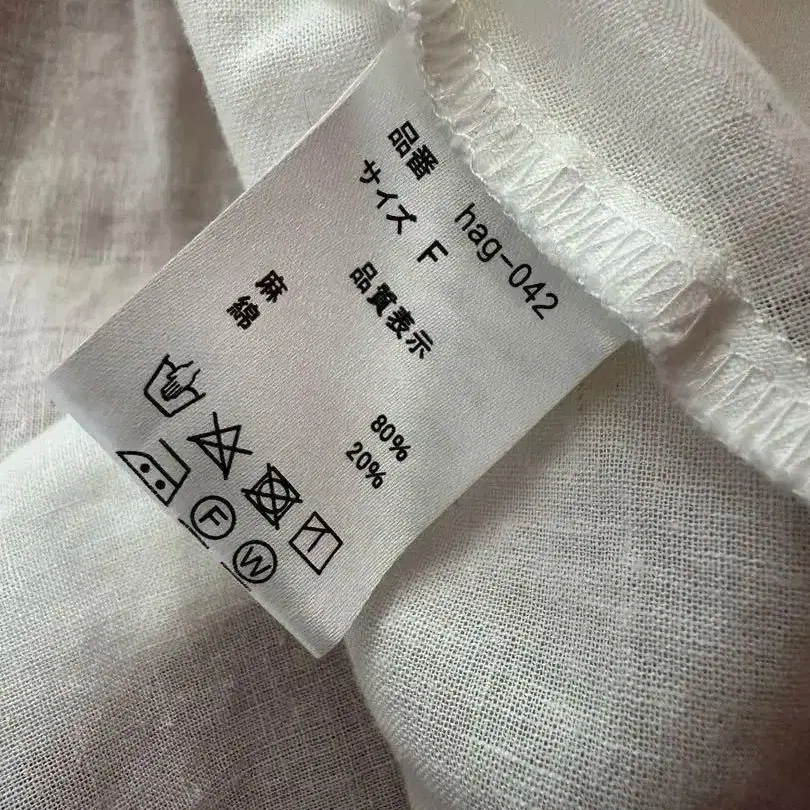 品番 hag-042
サイズ F
品質表示
麻 80%
綿 20%
F
W